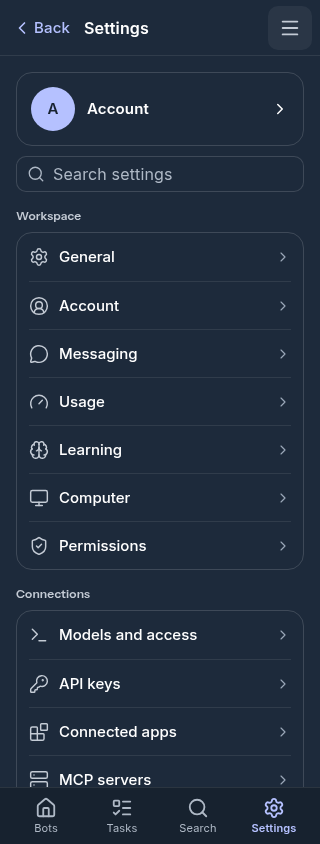 Back Settings
A Account
Search settings
Workspace
General
Account
Messaging
Usage
Learning
Computer
Permissions
Connections
Models and access
API keys
Connected apps
MCP servers
Bots Tasks Search Settings